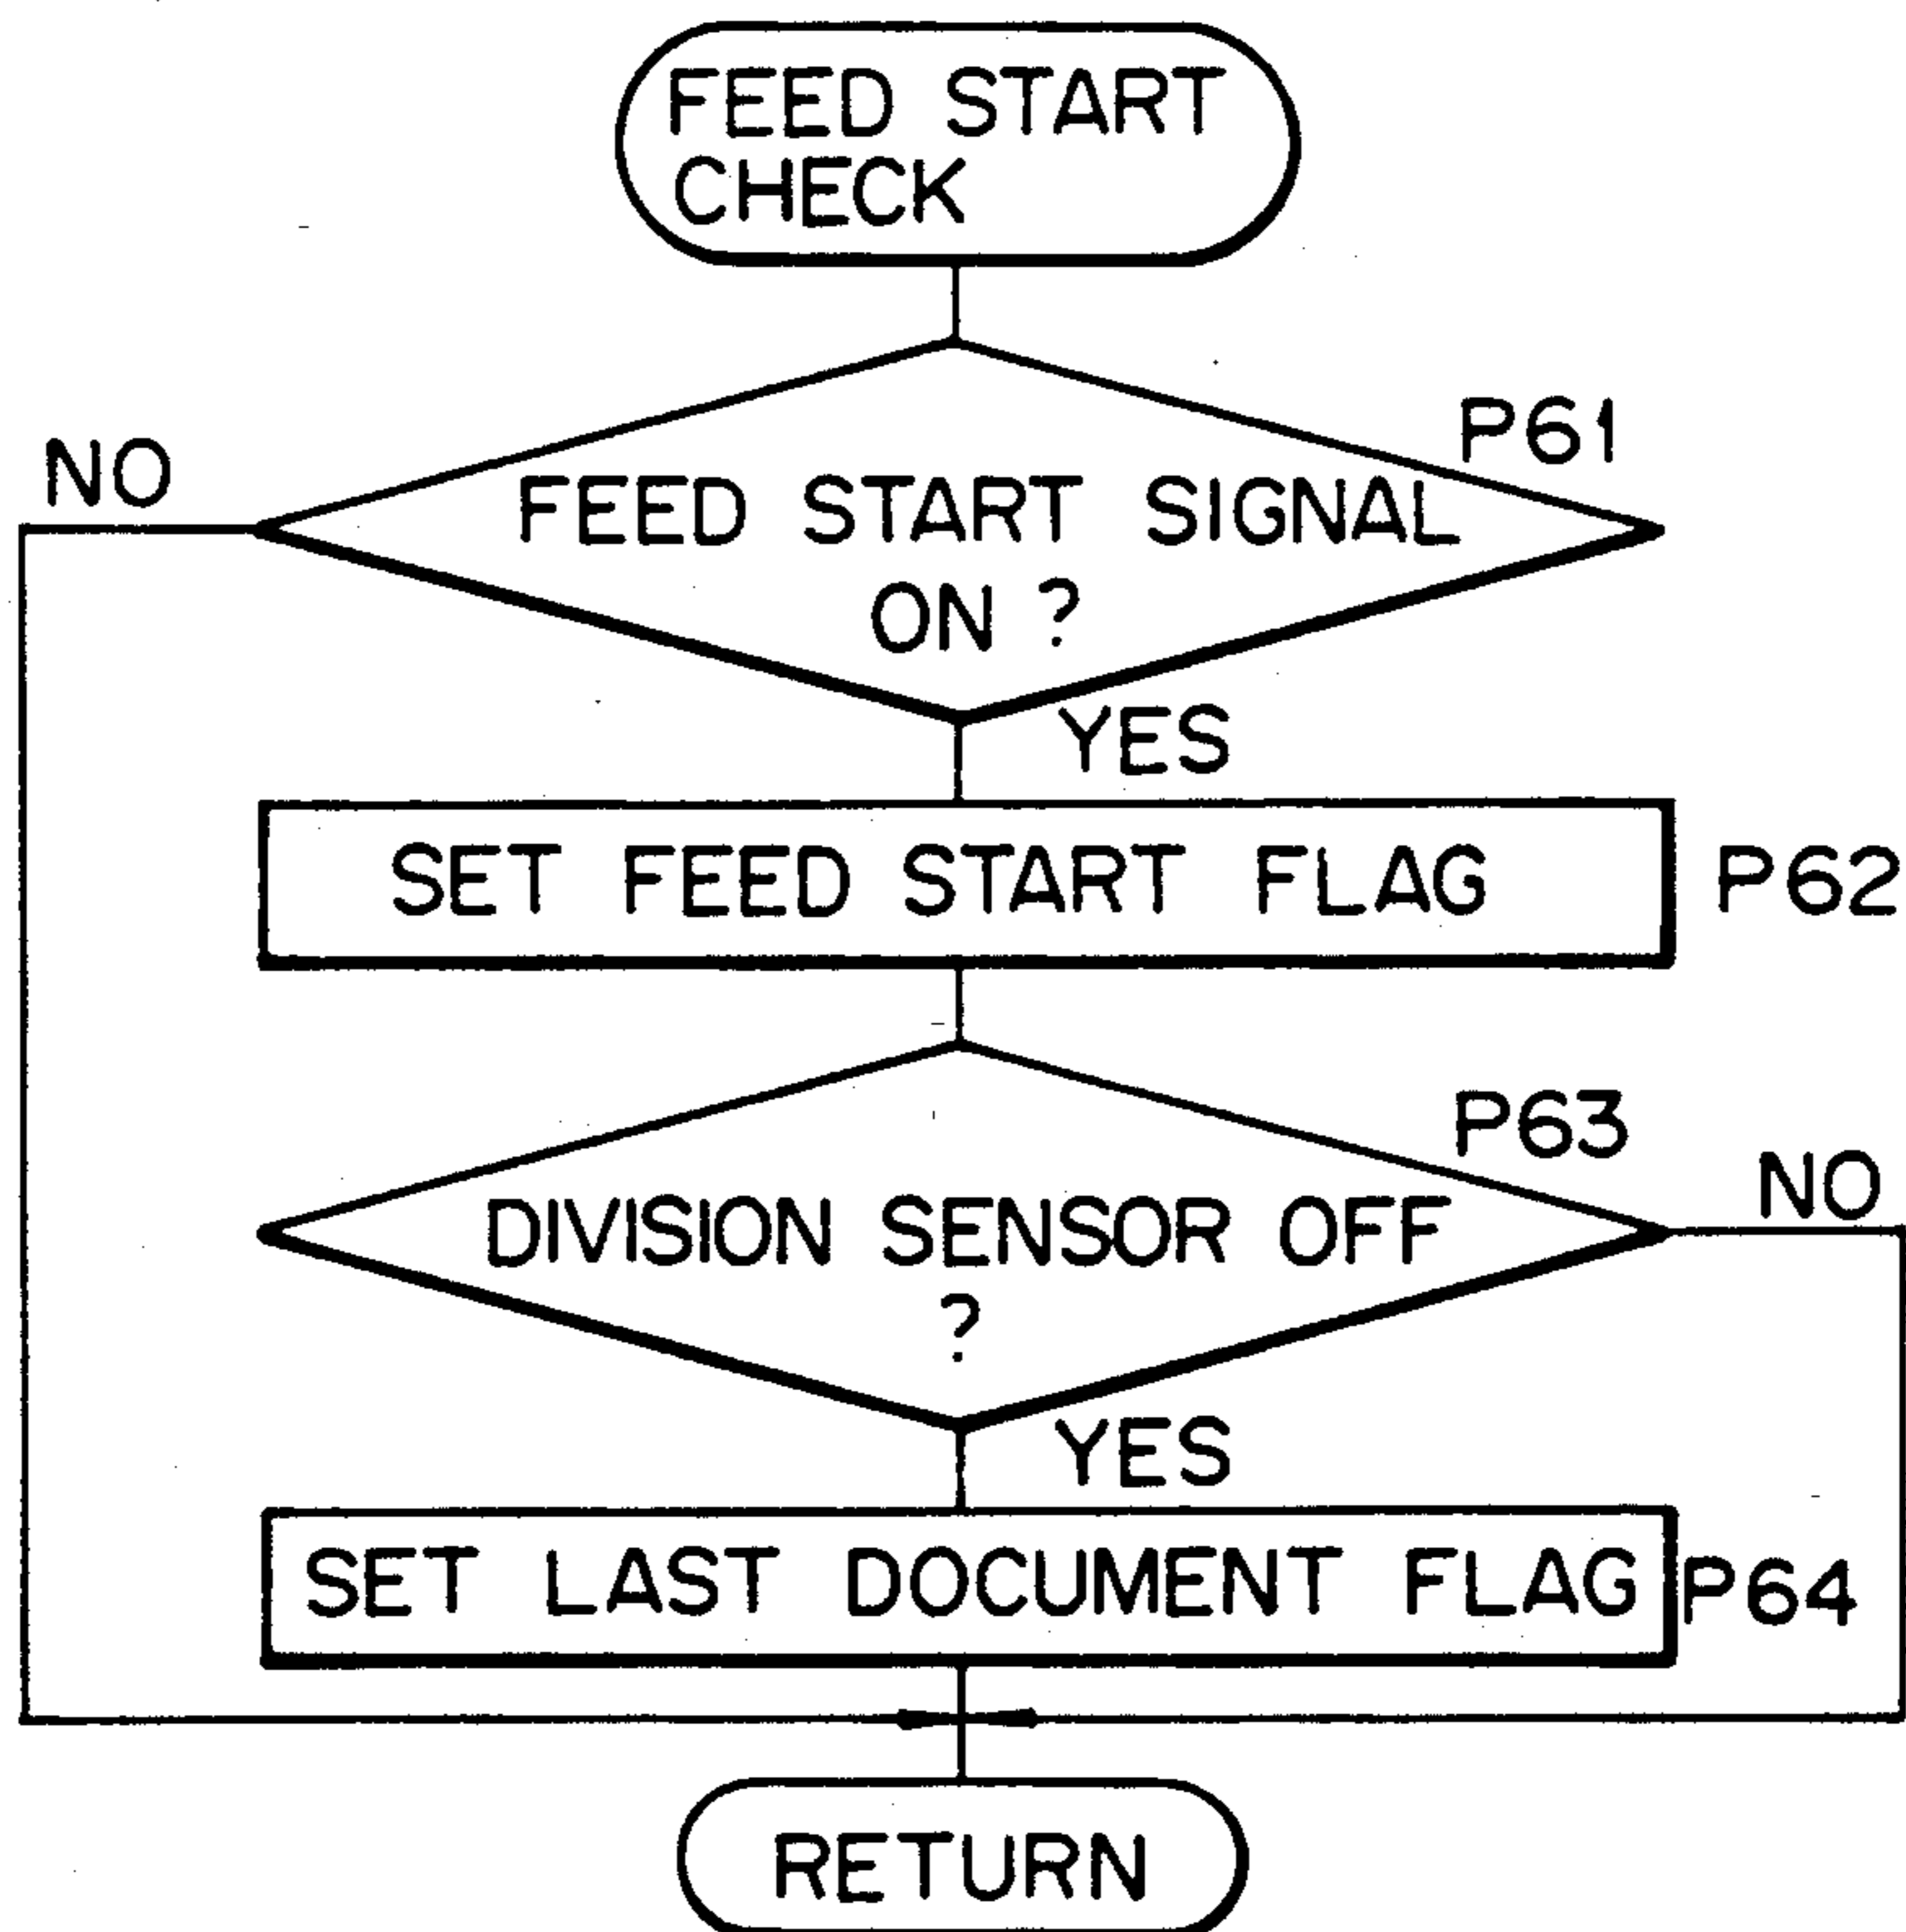 FEED START
CHECK
P61
NO
FEED START SIGNAL
ON ?
YES
SET FEED START FLAG
P62
P63
NO
DIVISION SENSOR OFF
?
YES
SET LAST DOCUMENT FLAG
P64
RETURN